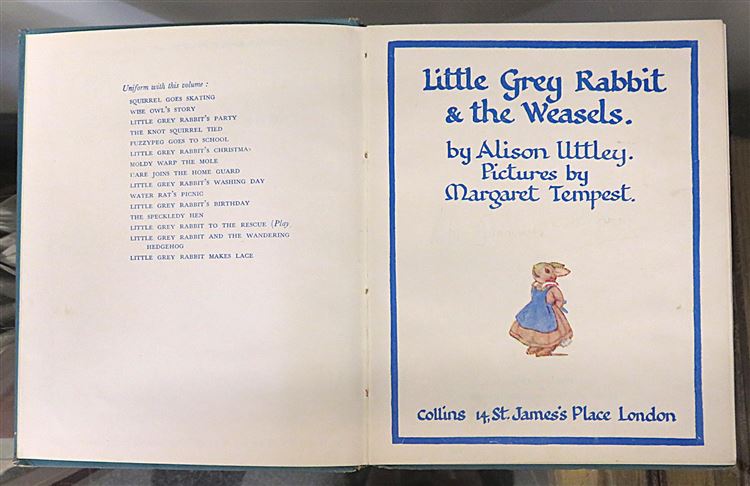 Uniform with this volume :
SQUIRREL GOES SKATING
WISE OWL'S STORY
LITTLE GREY RABBIT'S PARTY
THE KNOT SQUIRREL TIED
FUZZYPEG GOES TO SCHOOL
LITTLE GREY RABBIT'S CHRISTMAS
MOLDY WARP THE MOLE
HARE JOINS THE HOME GUARD
LITTLE GREY RABBIT'S WASHING DAY
WATER RAT'S PICNIC
LITTLE GREY RABBIT'S BIRTHDAY
THE SPECKLEDY HEN
LITTLE GREY RABBIT TO THE RESCUE (Play)
LITTLE GREY RABBIT AND THE WANDERING
HEDGEHOG
LITTLE GREY RABBIT MAKES LACE
Little Grey Rabbit
& the Weasels.
by Alison Uttley.
Pictures by
Margaret Tempest.
Collins 14, St. James's Place London